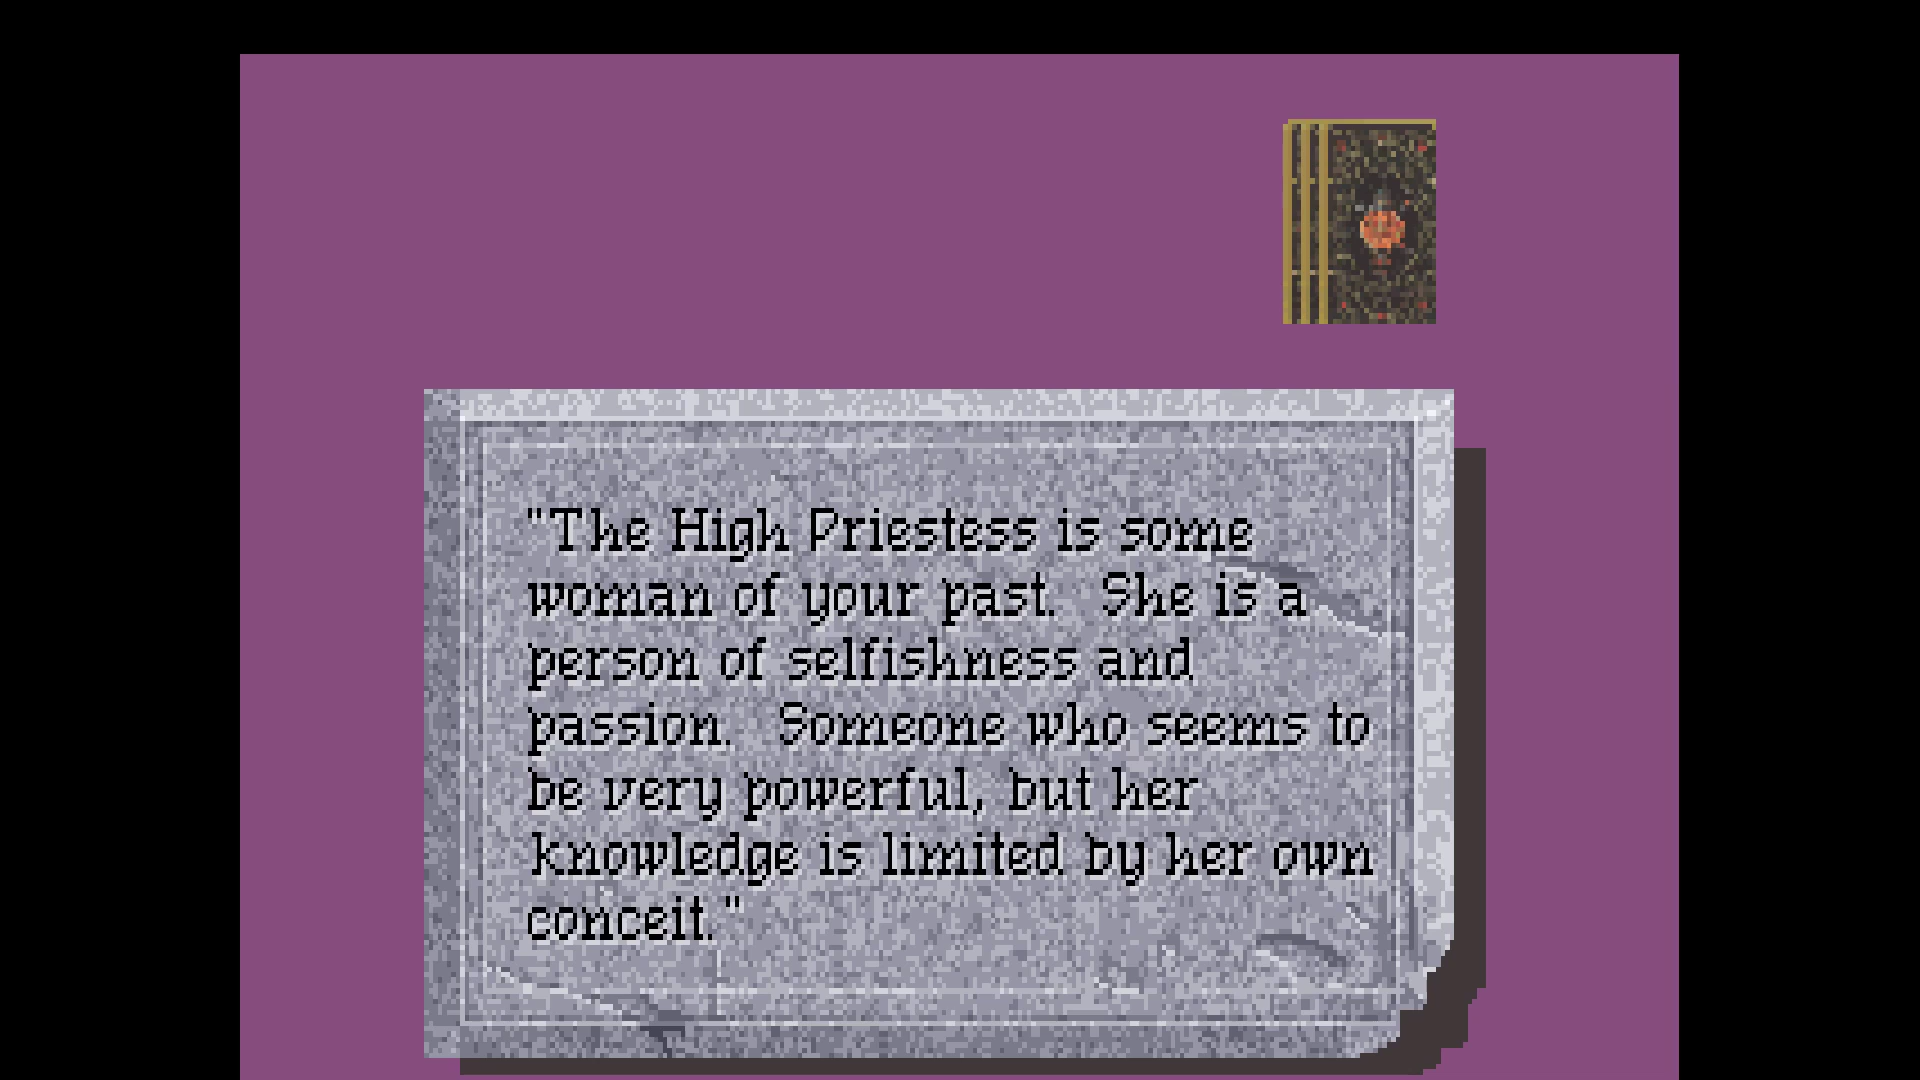 "The High Priestess is some
woman of your past.  She is a
person of selfishness and
passion.  Someone who seems to
be very powerful, but her
knowledge is limited by her own
conceit."